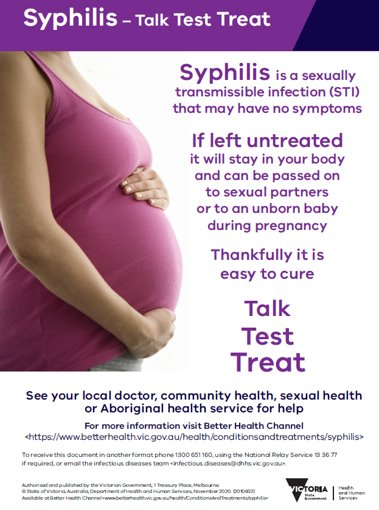 Syphilis – Talk Test Treat
Syphilis is a sexually
transmissible infection (STI)
that may have no symptoms
If left untreated
it will stay in your body
and can be passed on
to sexual partners
or to an unborn baby
during pregnancy
Thankfully it is
easy to cure
Talk
Test
Treat
See your local doctor, community health, sexual health
or Aboriginal health service for help
For more information visit Better Health Channel
<https://www.betterhealth.vic.gov.au/health/conditionsandtreatments/syphilis>
To receive this document in another format phone 1300 651 160, using the National Relay Service 13 36 77
if required, or email the infectious diseases team <infectious.diseases@dhhs.vic.gov.au>.
Authorised and published by the Victorian Government, 1 Treasury Place, Melbourne.
© State of Victoria, Australia, Department of Health and Human Services, November 2020. (2010832)
Available at Better Health Channel <www.betterhealthvic.gov.au/health/ConditionsAndTreatments/syphilis>
VICTORIA
State
Government
Health
and Human
Services